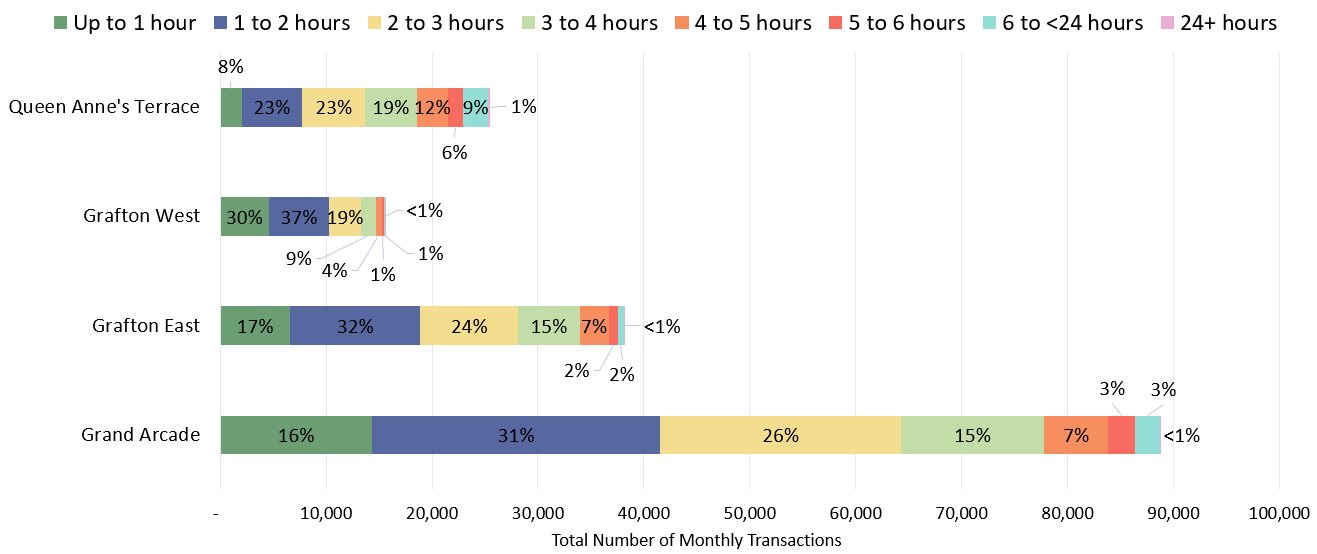 Up to 1 hour 1 to 2 hours 2 to 3 hours 3 to 4 hours 4 to 5 hours 5 to 6 hours 6 to <24 hours 24+ hours
8%
Queen Anne's Terrace 23% 23% 19% 12% 9% 1%
6%
Grafton West 30% 37% 19% <1%
9% 4% 1% 1%
Grafton East 17% 32% 24% 15% 7% <1%
2% 2%
3% 3%
Grand Arcade 16% 31% 26% 15% 7% <1%
- 10,000 20,000 30,000 40,000 50,000 60,000 70,000 80,000 90,000 100,000
Total Number of Monthly Transactions